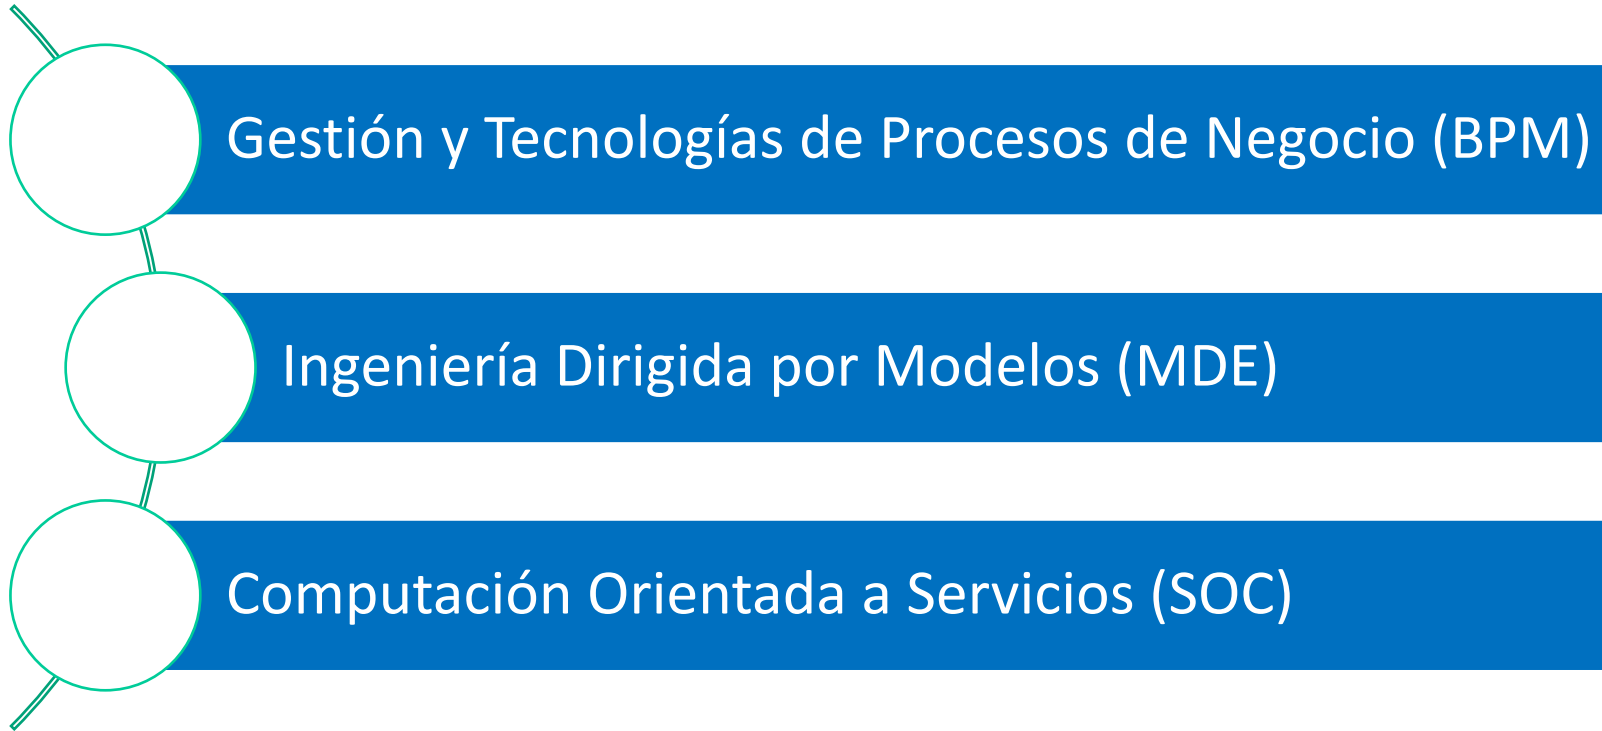 Gestión y Tecnologías de Procesos de Negocio (BPM)
Ingeniería Dirigida por Modelos (MDE)
Computación Orientada a Servicios (SOC)